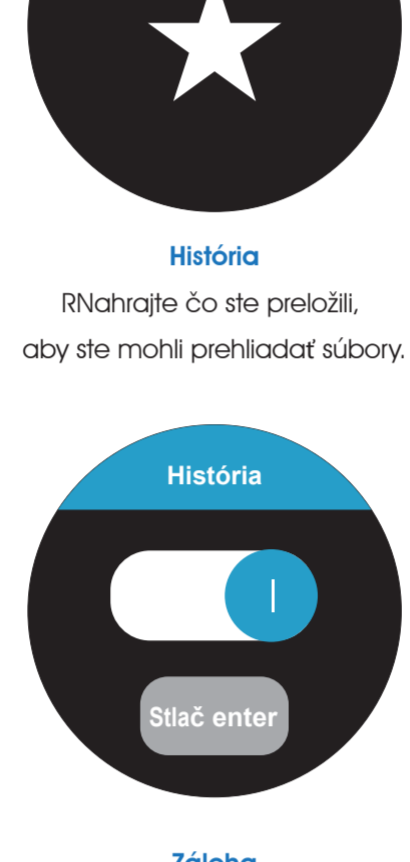 História
RNahrajte čo ste preložili,
aby ste mohli prehliadať súbory.
História
Stlač enter
Záloha